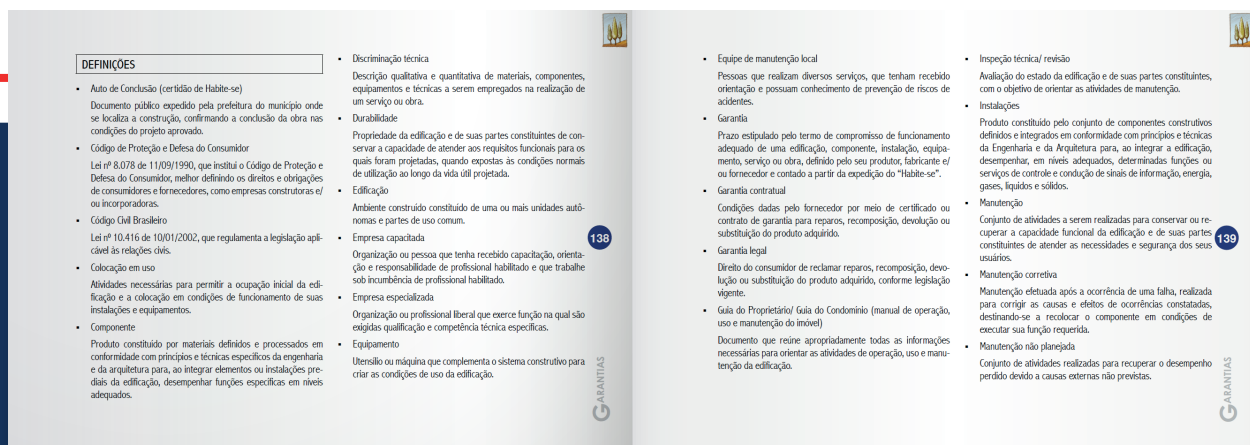 DEFINIÇÕES
▪ Auto de Conclusão (certidão de Habite-se)
Documento público expedido pela prefeitura do município onde
se localiza a construção, confirmando a conclusão da obra nas
condições do projeto aprovado.
▪ Código de Proteção e Defesa do Consumidor
Lei nº 8.078 de 11/09/1990, que institui o Código de Proteção e
Defesa do Consumidor, melhor definindo os direitos e obrigações
de consumidores e fornecedores, como empresas construtoras e/
ou incorporadoras.
▪ Código Civil Brasileiro
Lei nº 10.416 de 10/01/2002, que regulamenta a legislação apli-
cável às relações civis.
▪ Colocação em uso
Atividades necessárias para permitir a ocupação inicial da edi-
ficação e a colocação em condições de funcionamento de suas
instalações e equipamentos.
▪ Componente
Produto constituído por materiais definidos e processados em
conformidade com princípios e técnicas específicos da engenharia
e da arquitetura para, ao integrar elementos ou instalações pre-
diais da edificação, desempenhar funções específicas em níveis
adequados.
▪ Discriminação técnica
Descrição qualitativa e quantitativa de materiais, componentes,
equipamentos e técnicas a serem empregados na realização de
um serviço ou obra.
▪ Durabilidade
Propriedade da edificação e de suas partes constituintes de con-
servar a capacidade de atender aos requisitos funcionais para os
quais foram projetadas, quando expostas às condições normais
de utilização ao longo da vida útil projetada.
▪ Edificação
Ambiente construído constituído de uma ou mais unidades autô-
nomas e partes de uso comum.
▪ Empresa capacitada
Organização ou pessoa que tenha recebido capacitação, orienta-
ção e responsabilidade de profissional habilitado e que trabalhe
sob incumbência de profissional habilitado.
▪ Empresa especializada
Organização ou profissional liberal que exerce função na qual são
exigidas qualificação e competência técnica específicas.
▪ Equipamento
Utensílio ou máquina que complementa o sistema construtivo para
criar as condições de uso da edificação.
138
GARANTIAS
▪ Equipe de manutenção local
Pessoas que realizam diversos serviços, que tenham recebido
orientação e possuam conhecimento de prevenção de riscos de
acidentes.
▪ Garantia
Prazo estipulado pelo termo de compromisso de funcionamento
adequado de uma edificação, componente, instalação, equipa-
mento, serviço ou obra, definido pelo seu produtor, fabricante e/
ou fornecedor e contado a partir da expedição do “Habite-se”.
▪ Garantia contratual
Condições dadas pelo fornecedor por meio de certificado ou
contrato de garantia para reparos, recomposição, devolução ou
substituição do produto adquirido.
▪ Garantia legal
Direito do consumidor de reclamar reparos, recomposição, devo-
lução ou substituição do produto adquirido, conforme legislação
vigente.
▪ Guia do Proprietário/ Guia do Condomínio (manual de operação,
uso e manutenção do imóvel)
Documento que reúne apropriadamente todas as informações
necessárias para orientar as atividades de operação, uso e manu-
tenção da edificação.
▪ Inspeção técnica/ revisão
Avaliação do estado da edificação e de suas partes constituintes,
com o objetivo de orientar as atividades de manutenção.
▪ Instalações
Produto constituído pelo conjunto de componentes construtivos
definidos e integrados em conformidade com princípios e técnicas
da Engenharia e da Arquitetura para, ao integrar a edificação,
desempenhar, em níveis adequados, determinadas funções ou
serviços de controle e condução de sinais de informação, energia,
gases, líquidos e sólidos.
▪ Manutenção
Conjunto de atividades a serem realizadas para conservar ou re-
cuperar a capacidade funcional da edificação e de suas partes
constituintes de atender as necessidades e segurança dos seus
usuários.
▪ Manutenção corretiva
Manutenção efetuada após a ocorrência de uma falha, realizada
para corrigir as causas e efeitos de ocorrências constatadas,
destinando-se a recolocar o componente em condições de
executar sua função requerida.
▪ Manutenção não planejada
Conjunto de atividades realizadas para recuperar o desempenho
perdido devido a causas externas não previstas.
139
GARANTIAS